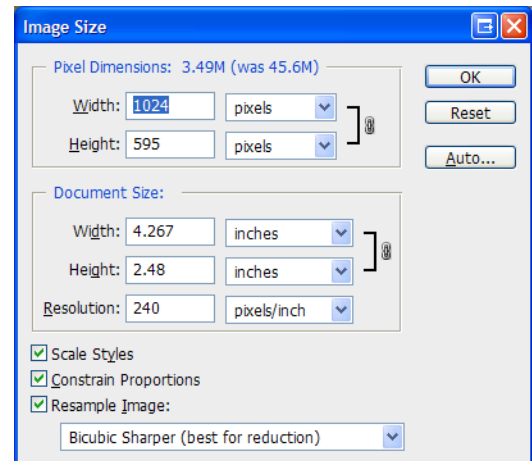 Image Size
Pixel Dimensions: 3.49M (was 45.6M)
OK
Width: 1024 pixels
Reset
Height: 595 pixels
Auto...
Document Size:
Width: 4.267 inches
Height: 2.48 inches
Resolution: 240 pixels/inch
Scale Styles
Constrain Proportions
Resample Image:
Bicubic Sharper (best for reduction)